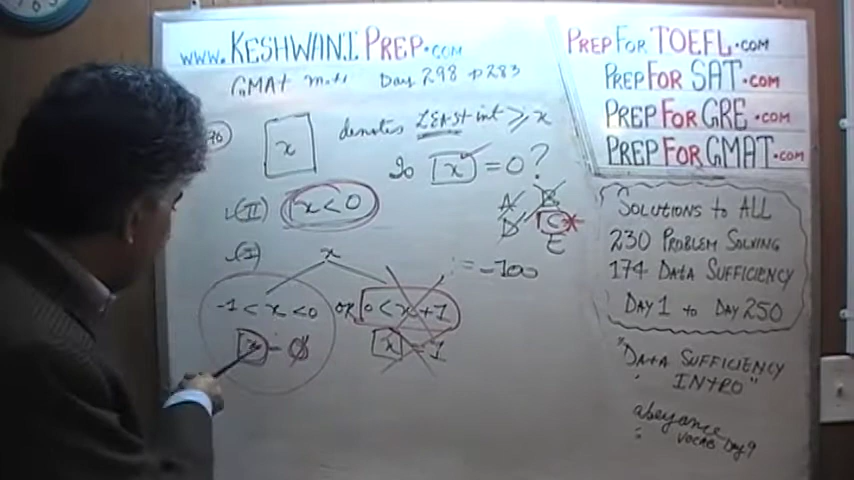 www. KESHWANI PREP.COM
GMAT Math Day 298 283
76
x denotes LEAST int ⩾ x
Is x = 0?
(II) x < 0
A B
D C
E
(I) x
= -100
-1 < x < 0 or 0 < x + 1
x = 0 x = 1
PREP FOR TOEFL.COM
PREP FOR SAT.COM
PREP FOR GRE.COM
PREP FOR GMAT.COM
SOLUTIONS TO ALL
230 PROBLEM SOLVING
174 DATA SUFFICIENCY
DAY 1 TO DAY 250
"DATA SUFFICIENCY
INTRO"
abeyance
VOCAB Day 9